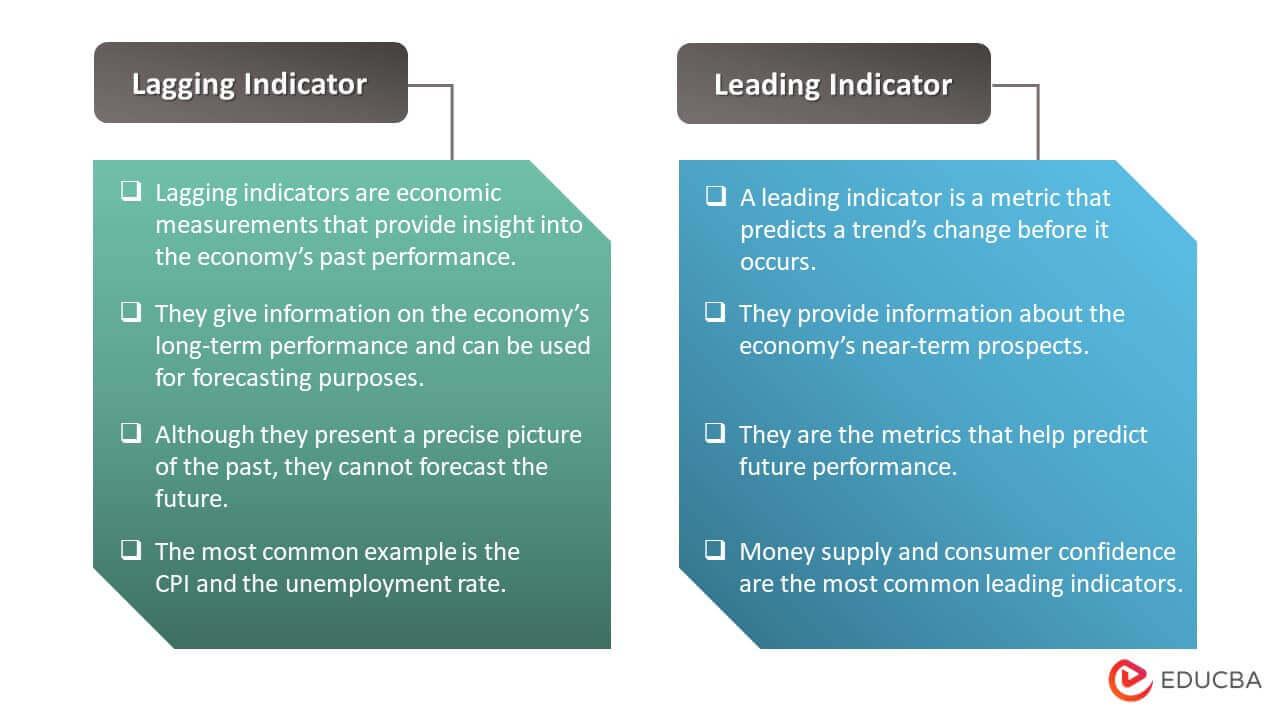 Lagging Indicator
Lagging indicators are economic
measurements that provide insight into
the economy’s past performance.
They give information on the economy’s
long-term performance and can be used
for forecasting purposes.
Although they present a precise picture
of the past, they cannot forecast the
future.
The most common example is the
CPI and the unemployment rate.
Leading Indicator
A leading indicator is a metric that
predicts a trend’s change before it
occurs.
They provide information about the
economy’s near-term prospects.
They are the metrics that help predict
future performance.
Money supply and consumer confidence
are the most common leading indicators.
EDUCBA